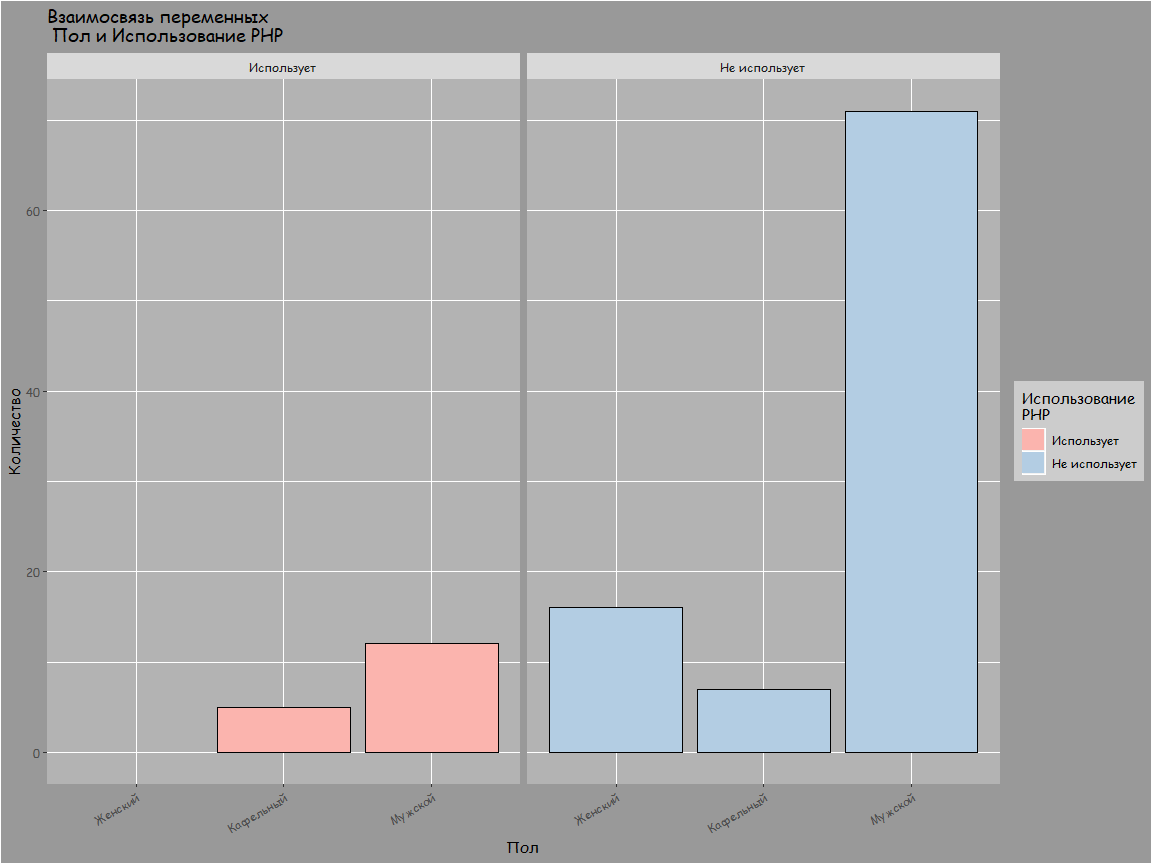 Взаимосвязь переменных
Пол и Использование PHP
Использует
Не использует
60
40
20
0
Количество
Женский
Кафельный
Мужской
Женский
Кафельный
Мужской
Пол
Использование
PHP
Использует
Не использует